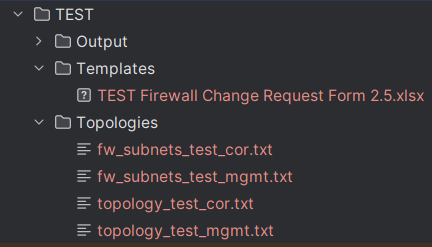 TEST
Output
Templates
TEST Firewall Change Request Form 2.5.xlsx
Topologies
fw_subnets_test_cor.txt
fw_subnets_test_mgmt.txt
topology_test_cor.txt
topology_test_mgmt.txt